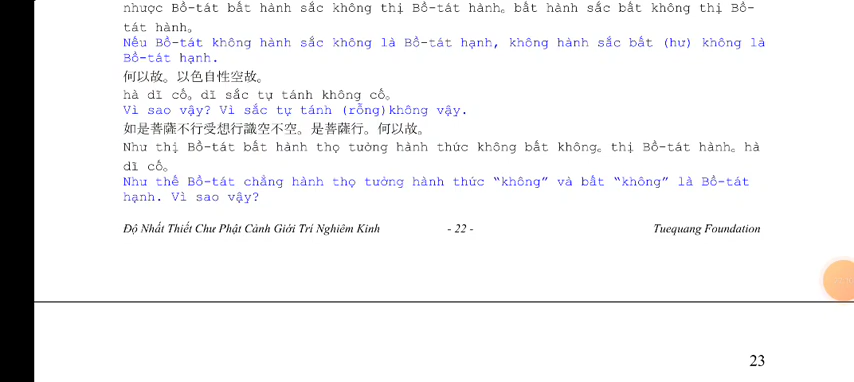 nhược Bồ-tát bất hành sắc không thị Bồ-tát hành。bất hành sắc bất không thị Bồ-
tát hành。
Nếu Bồ-tát không hành sắc không là Bồ-tát hạnh, không hành sắc bất (hư) không là
Bồ-tát hạnh.
何以故。以色自性空故。
hà dĩ cố。dĩ sắc tự tánh không cố。
Vì sao vậy? Vì sắc tự tánh (rỗng)không vậy.
如是菩薩不行受想行識空不空。是菩薩行。何以故。
Như thị Bồ-tát bất hành thọ tưởng hành thức không bất không。thị Bồ-tát hành。hà
dĩ cố。
Như thế Bồ-tát chẳng hành thọ tưởng hành thức “không” và bất “không” là Bồ-tát
hạnh. Vì sao vậy?
Độ Nhất Thiết Chư Phật Cảnh Giới Trí Nghiêm Kinh - 22 - Tuequang Foundation
23